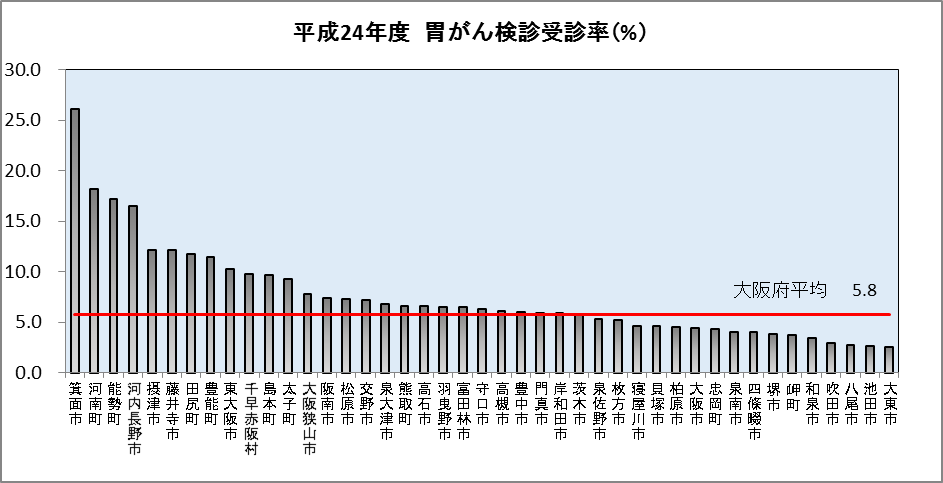 平成24年度 胃がん検診受診率(%)
30.0
25.0
20.0
15.0
10.0
5.0
0.0
大阪府平均 5.8
箕面市
河南町
能勢町
河内長野市
摂津市
藤井寺市
田尻町
豊能町
東大阪市
千早赤阪村
島本町
太子町
大阪狭山市
阪南市
松原市
交野市
泉大津市
熊取町
高石市
羽曳野市
富田林市
守口市
高槻市
豊中市
門真市
岸和田市
茨木市
泉佐野市
枚方市
寝屋川市
貝塚市
柏原市
大阪市
忠岡町
泉南市
四條畷市
堺市
岬町
和泉市
吹田市
八尾市
池田市
大東市